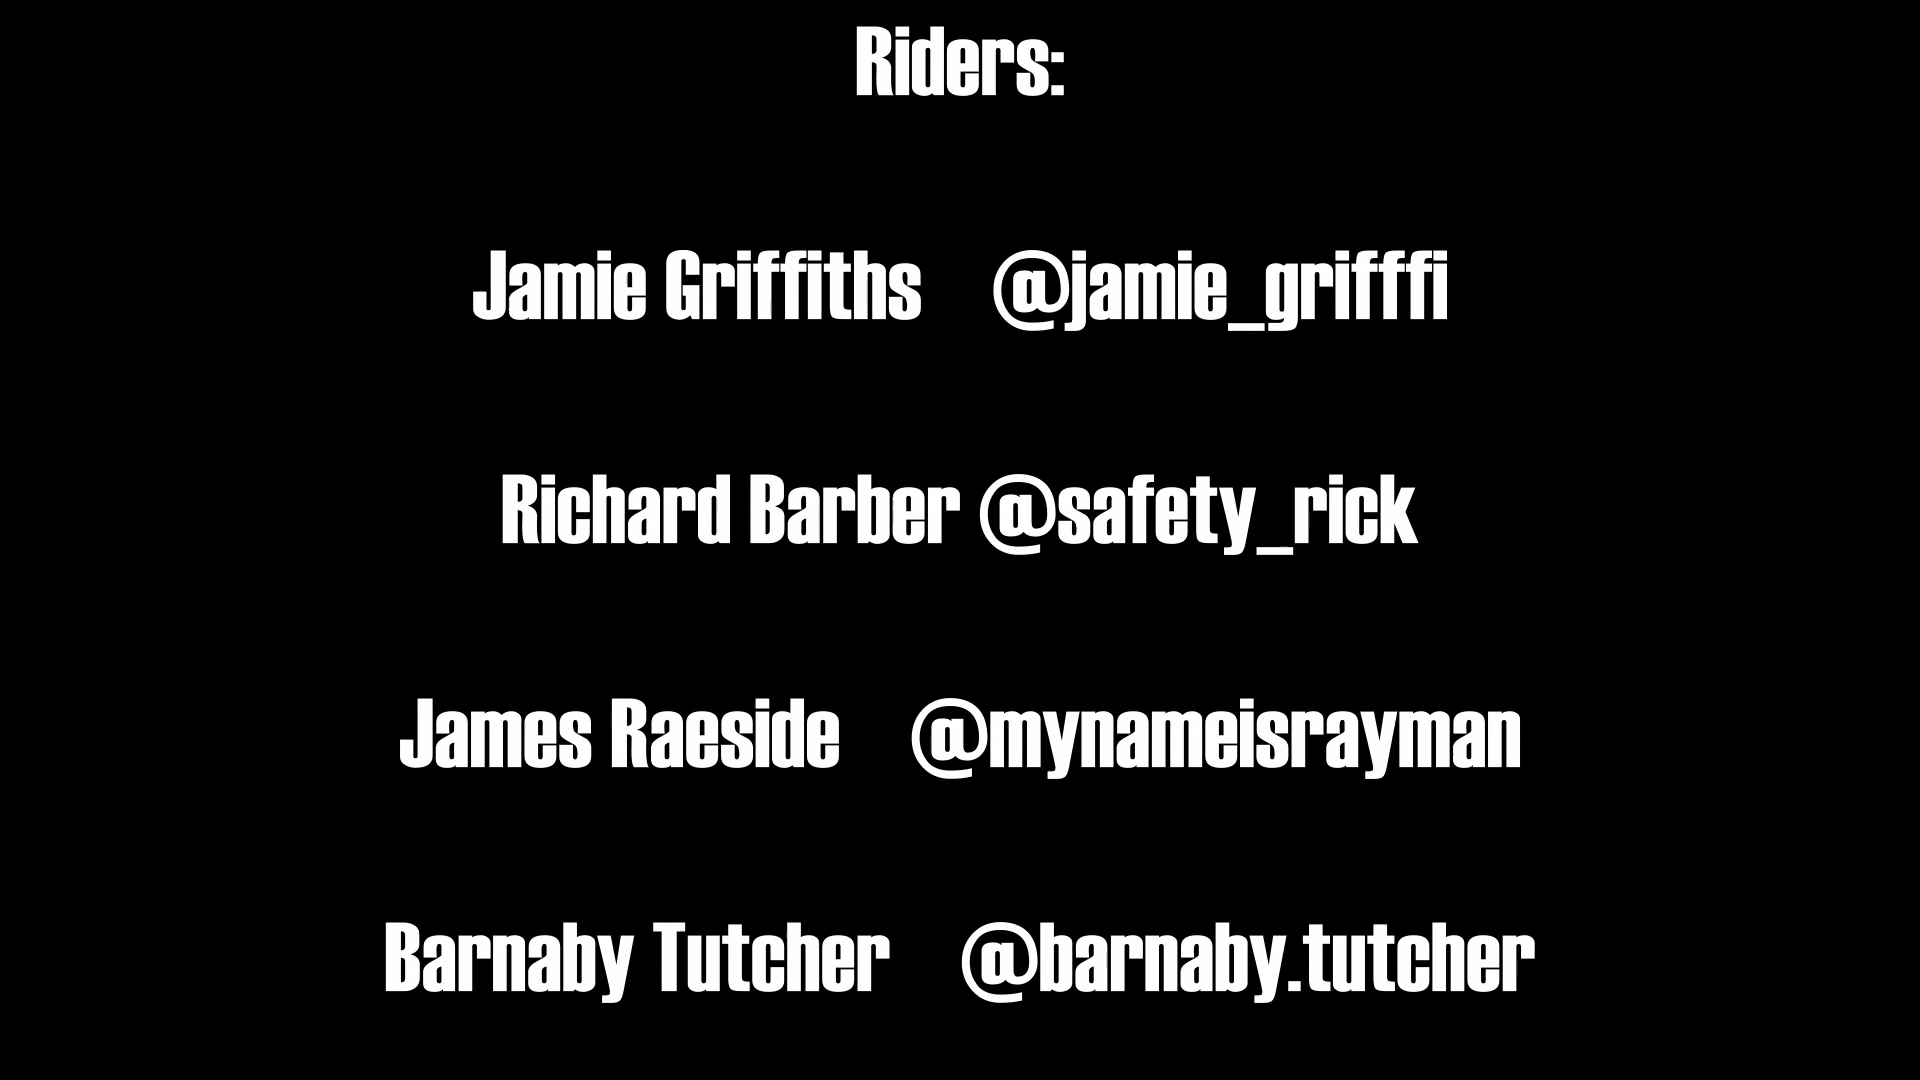 Riders:
Jamie Griffiths @jamie_grifffi
Richard Barber @safety_rick
James Raeside @mynameisrayman
Barnaby Tutcher @barnaby.tutcher